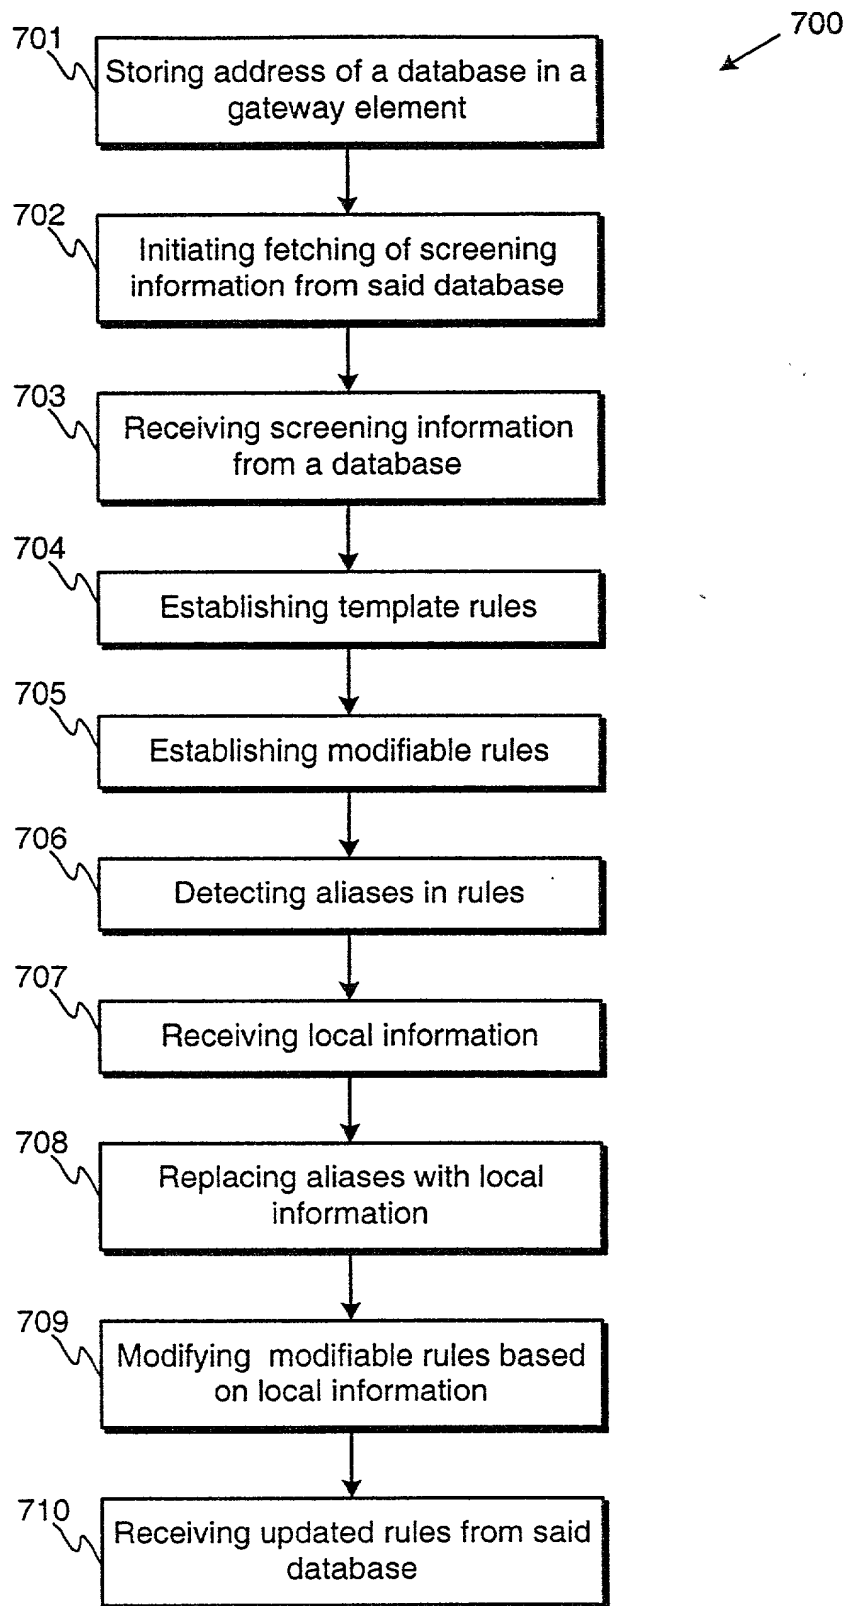 700
701
Storing address of a database in a
gateway element
702
Initiating fetching of screening
information from said database
703
Receiving screening information
from a database
704
Establishing template rules
705
Establishing modifiable rules
706
Detecting aliases in rules
707
Receiving local information
708
Replacing aliases with local
information
709
Modifying modifiable rules based
on local information
710
Receiving updated rules from said
database